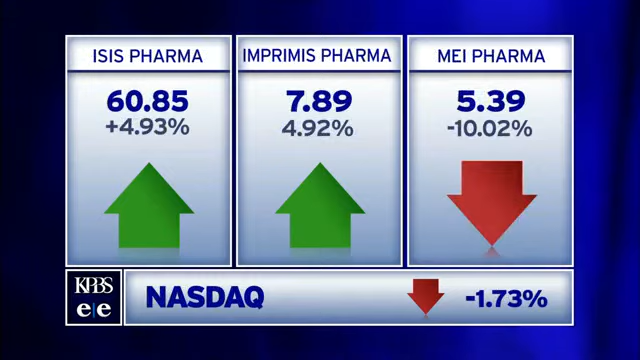 ISIS PHARMA
60.85
+4.93%
IMPRIMIS PHARMA
7.89
4.92%
MEI PHARMA
5.39
-10.02%
KPBS
e|e
NASDAQ
-1.73%